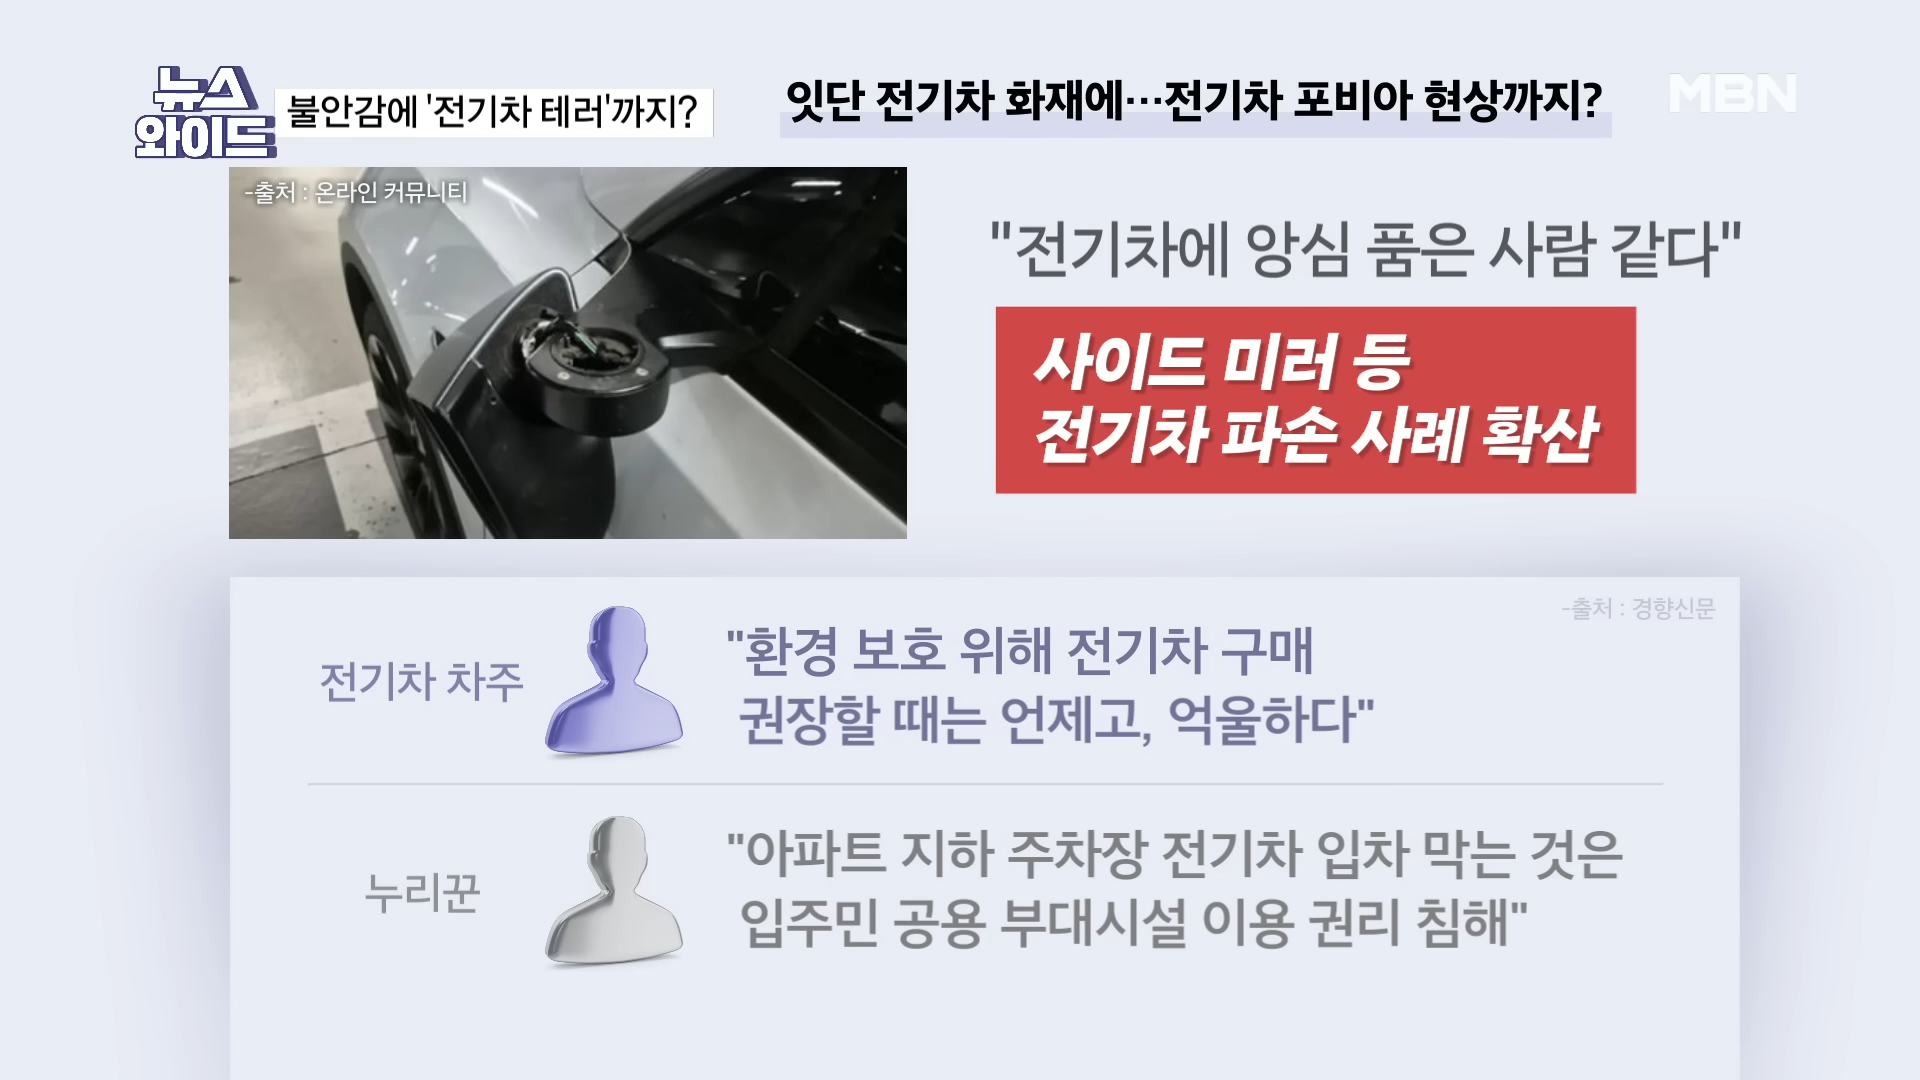 뉴스
와이드
불안감에 '전기차 테러'까지?
잇단 전기차 화재에…전기차 포비아 현상까지?
MBN
-출처 : 온라인 커뮤니티
"전기차에 앙심 품은 사람 같다"
사이드 미러 등
전기차 파손 사례 확산
-출처 : 경향신문
전기차 차주
"환경 보호 위해 전기차 구매
권장할 때는 언제고, 억울하다"
누리꾼
"아파트 지하 주차장 전기차 입차 막는 것은
입주민 공용 부대시설 이용 권리 침해"